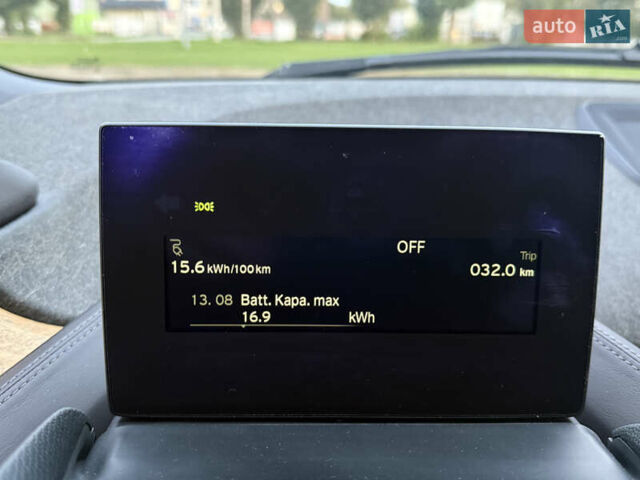 auto RIA
.com
OFF
Trip
15.6 kWh/100 km
032.0 km
13. 08 Batt. Kapa. max
16.9 kWh